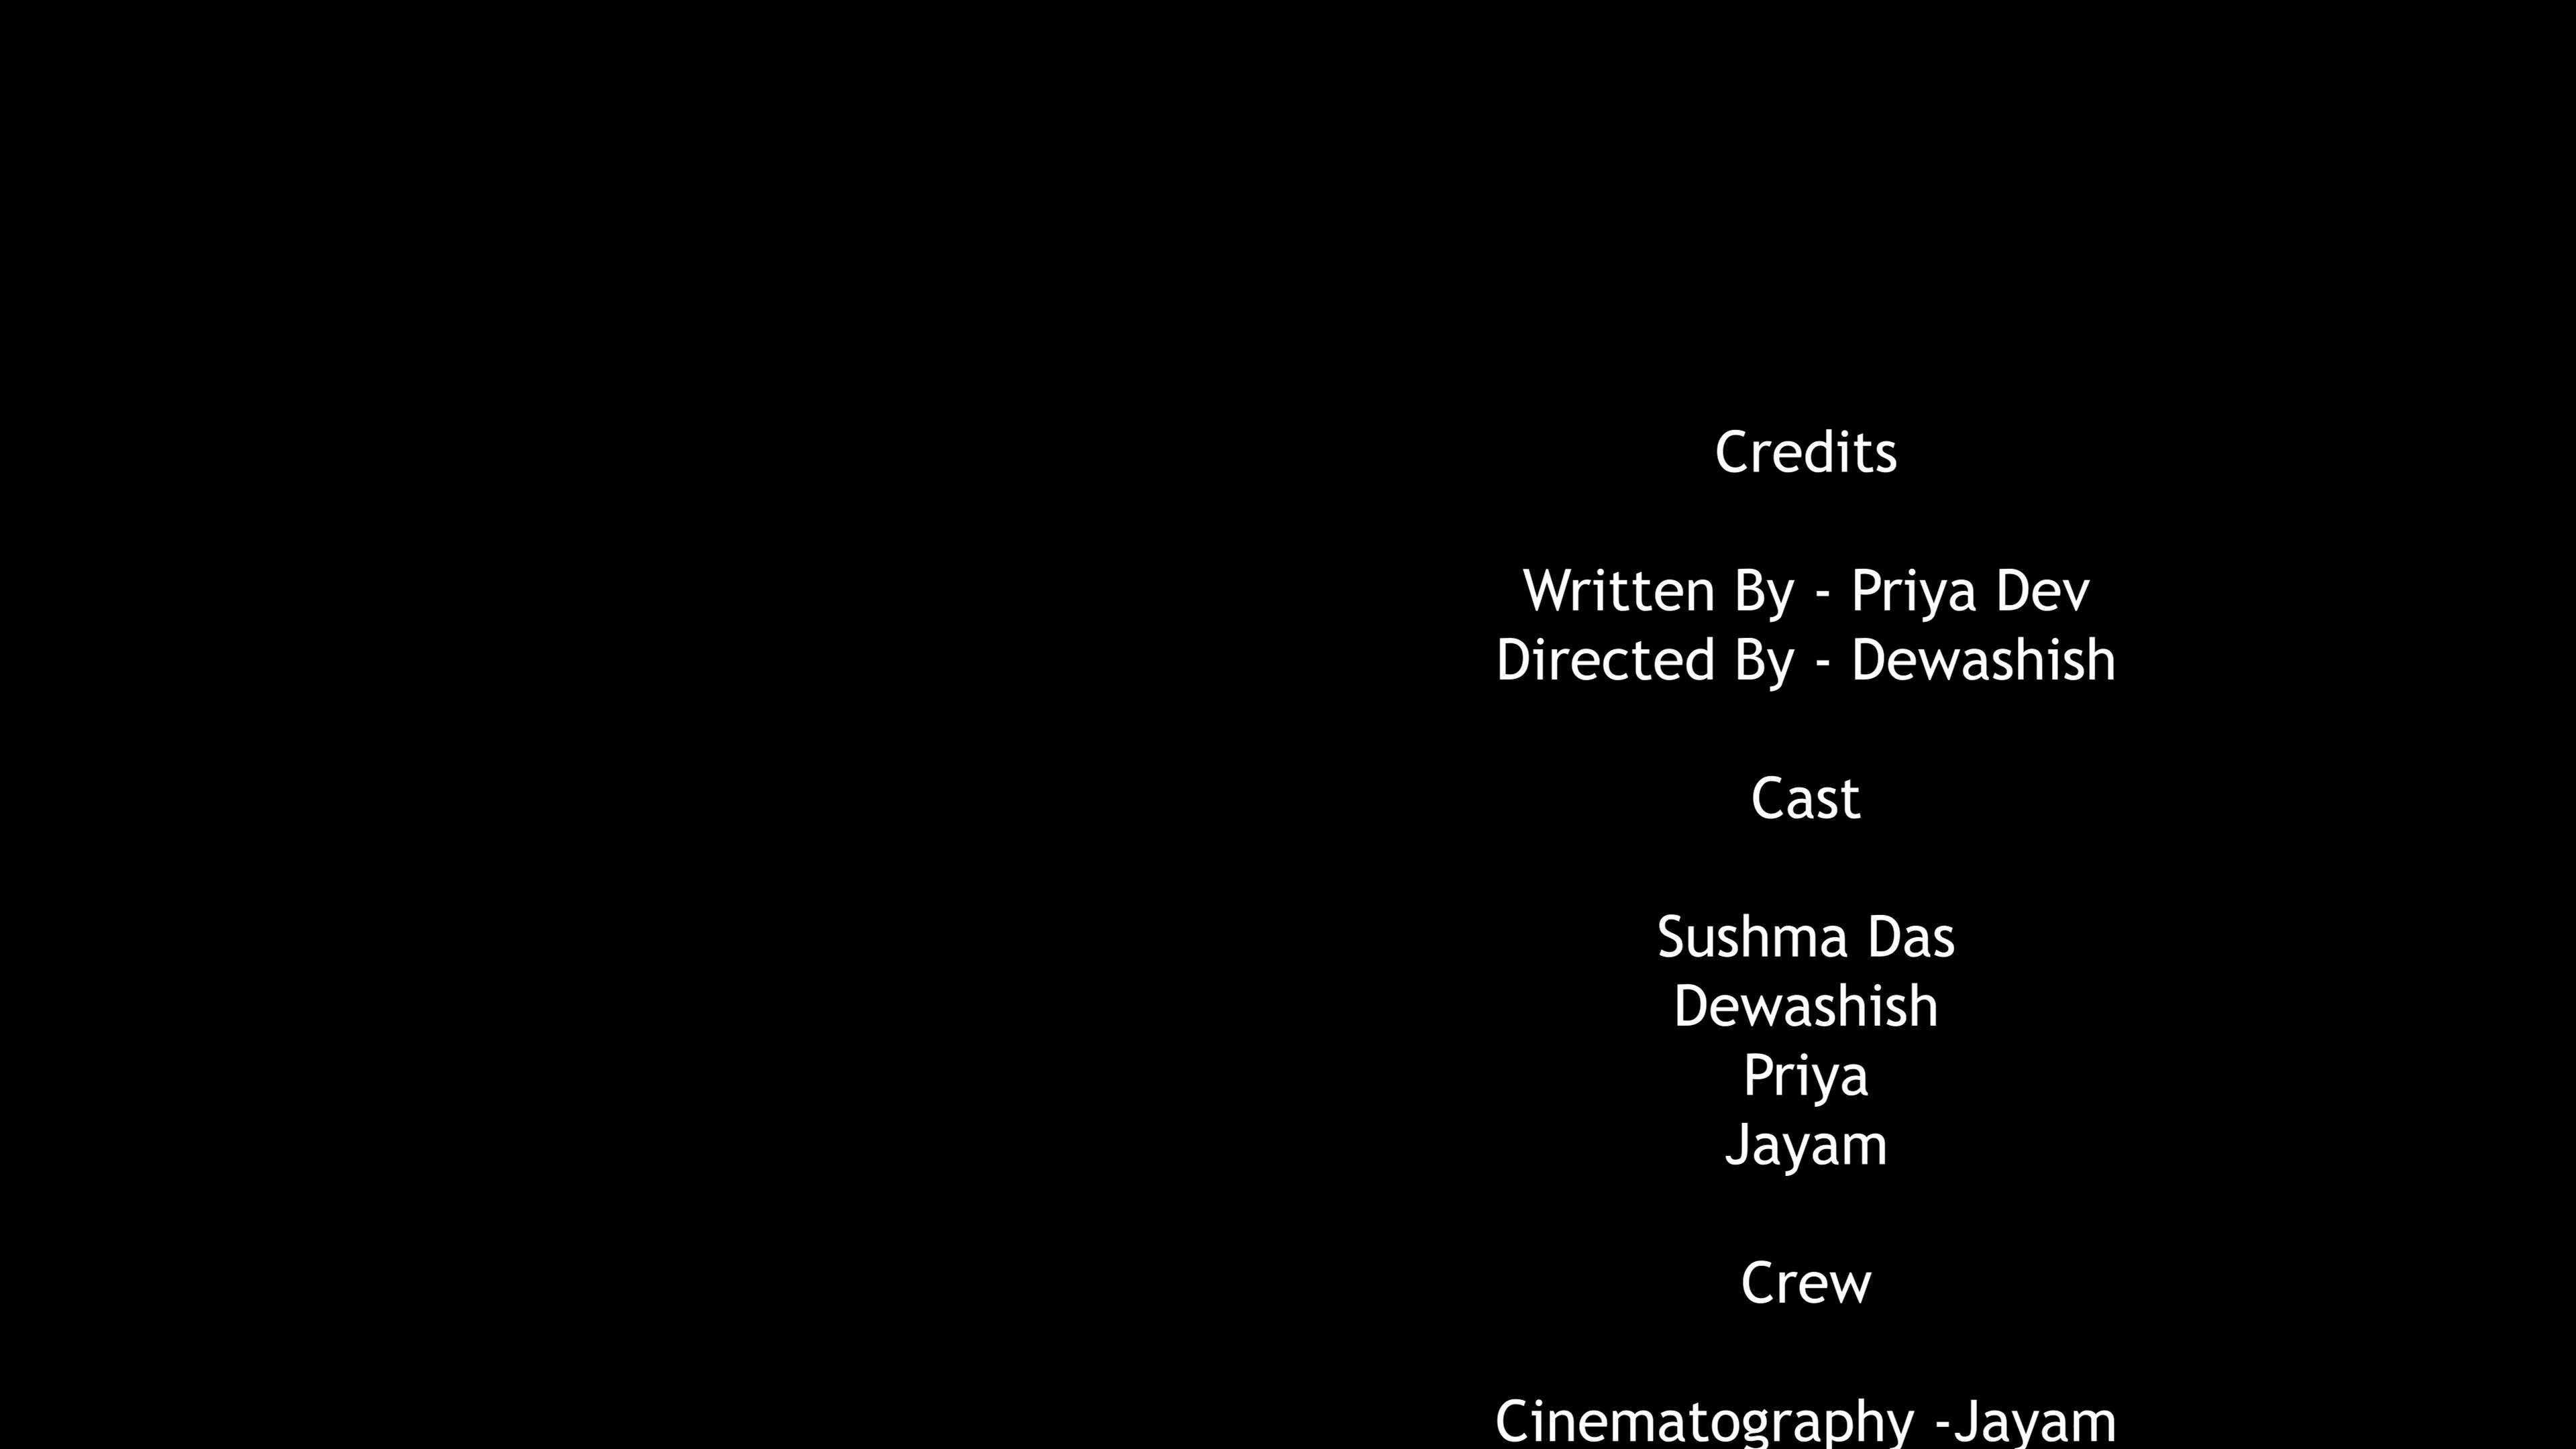 Credits
Written By - Priya Dev
Directed By - Dewashish
Cast
Sushma Das
Dewashish
Priya
Jayam
Crew
Cinematography -Jayam